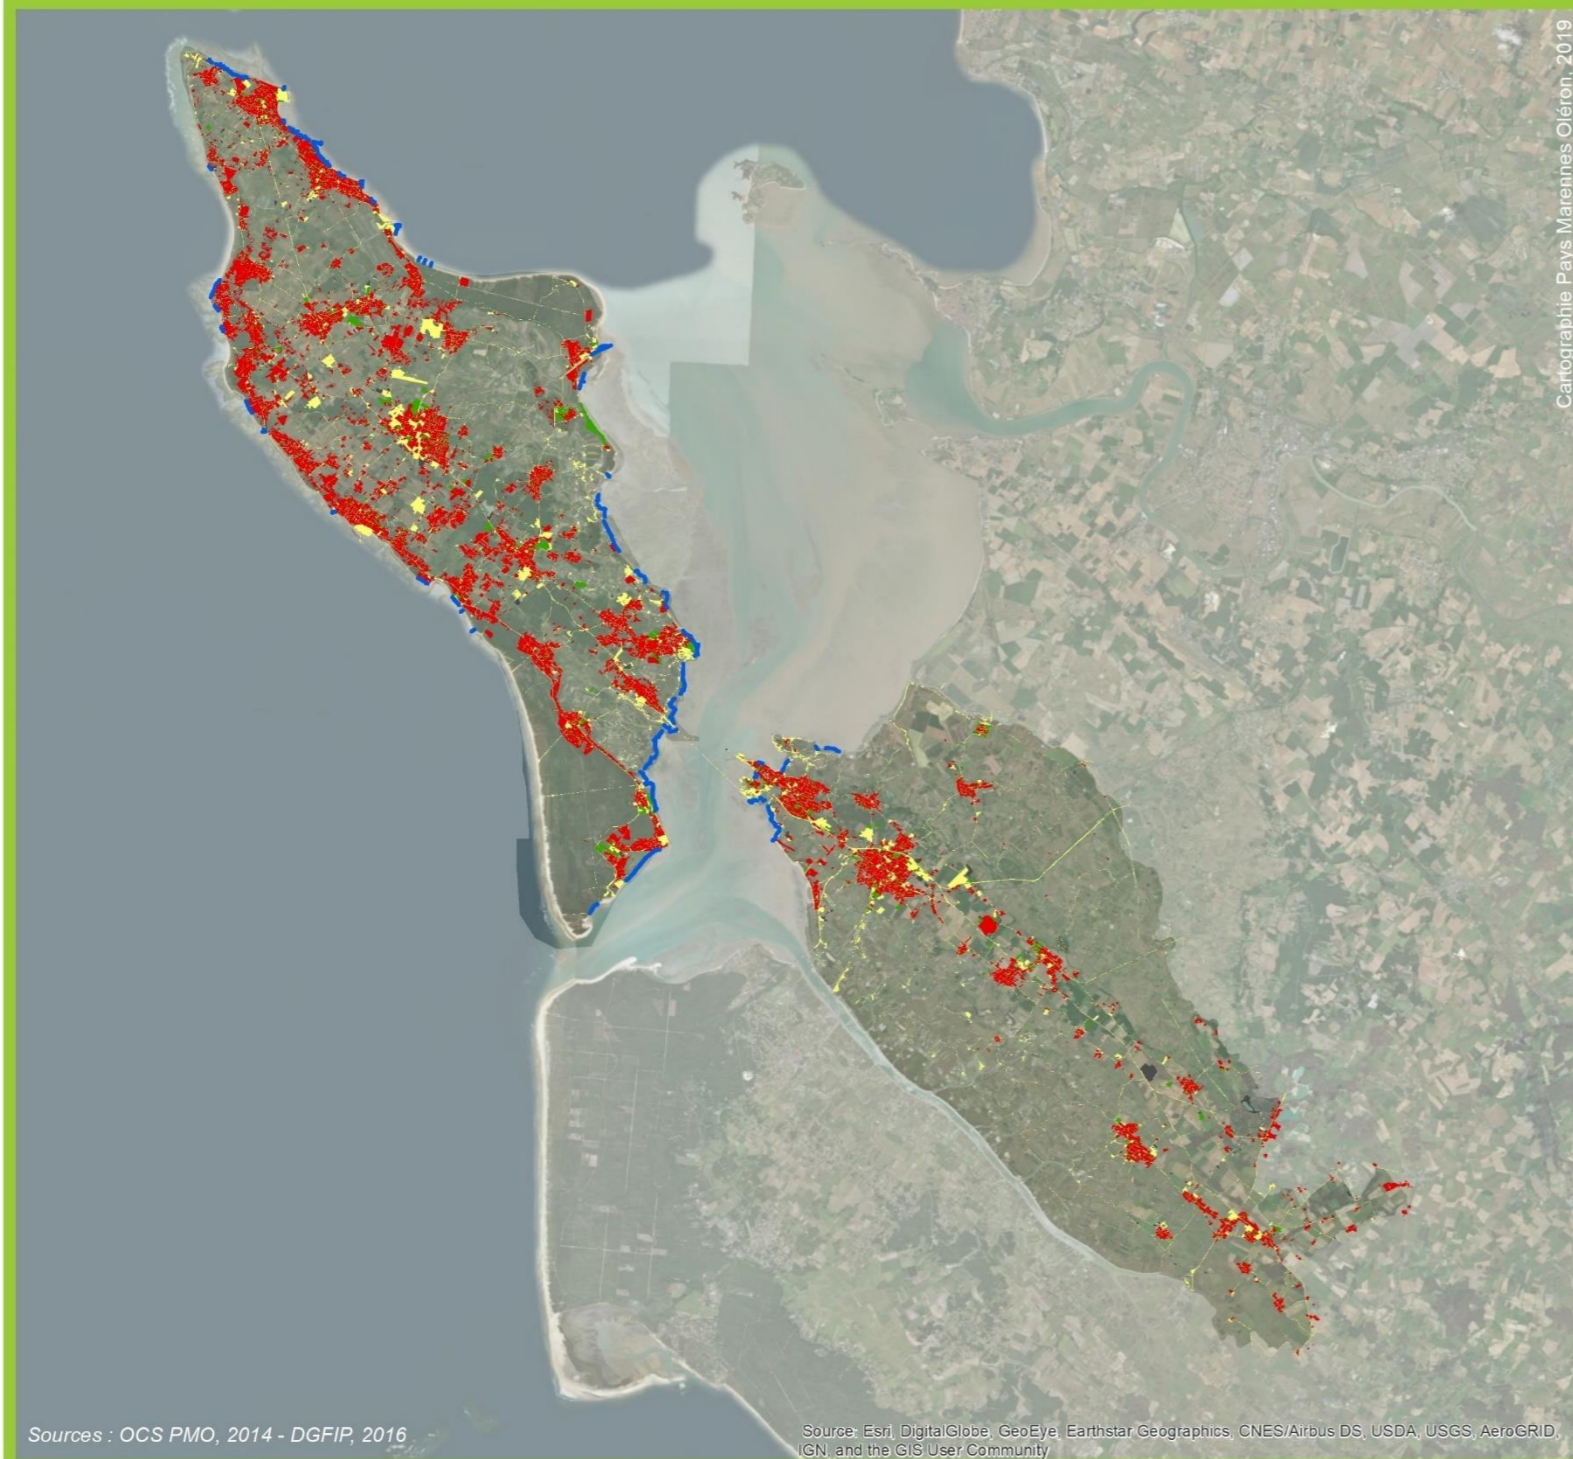 Cartographie Pays Marennes Oléron, 2019
Sources : OCS PMO, 2014 - DGFIP, 2016
Source: Esri, DigitalGlobe, GeoEye, Earthstar Geographics, CNES/Airbus DS, USDA, USGS, AeroGRID,
IGN, and the GIS User Community